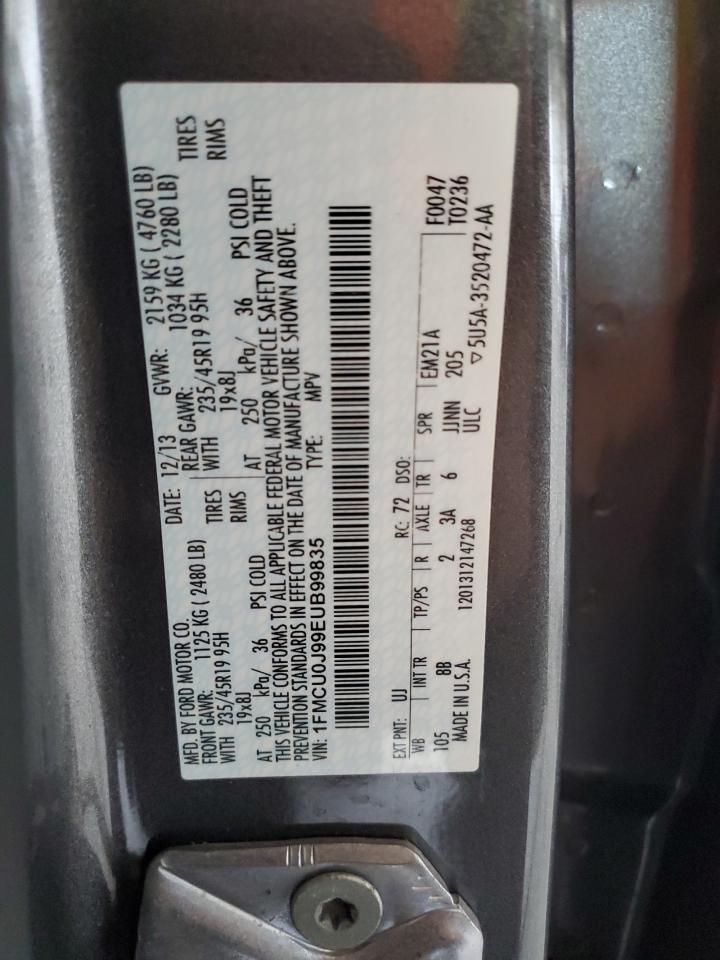 MFD. BY FORD MOTOR CO.
DATE: 12/13 GVWR: 2159 KG ( 4760 LB)
FRONT GAWR: 1125 KG ( 2480 LB)
REAR GAWR: 1034 KG ( 2280 LB)
WITH 235/45R19 95H TIRES
WITH 235/45R19 95H TIRES
19x8J RIMS
19x8J RIMS
AT 250 kPa/ 36 PSI COLD
AT 250 kPa/ 36 PSI COLD
THIS VEHICLE CONFORMS TO ALL APPLICABLE FEDERAL MOTOR VEHICLE SAFETY AND THEFT
PREVENTION STANDARDS IN EFFECT ON THE DATE OF MANUFACTURE SHOWN ABOVE.
VIN: 1FMCU0J99EUB99835 TYPE: MPV
EXT PNT: UJ RC: 72 DSO: F0047
WB INT TR TP/PS R AXLE TR SPR EM21A T0236
105 8B 2 3A 6 JJNN 205
MADE IN U.S.A. 1201312147268 ULC ▽5U5A-3520472-AA